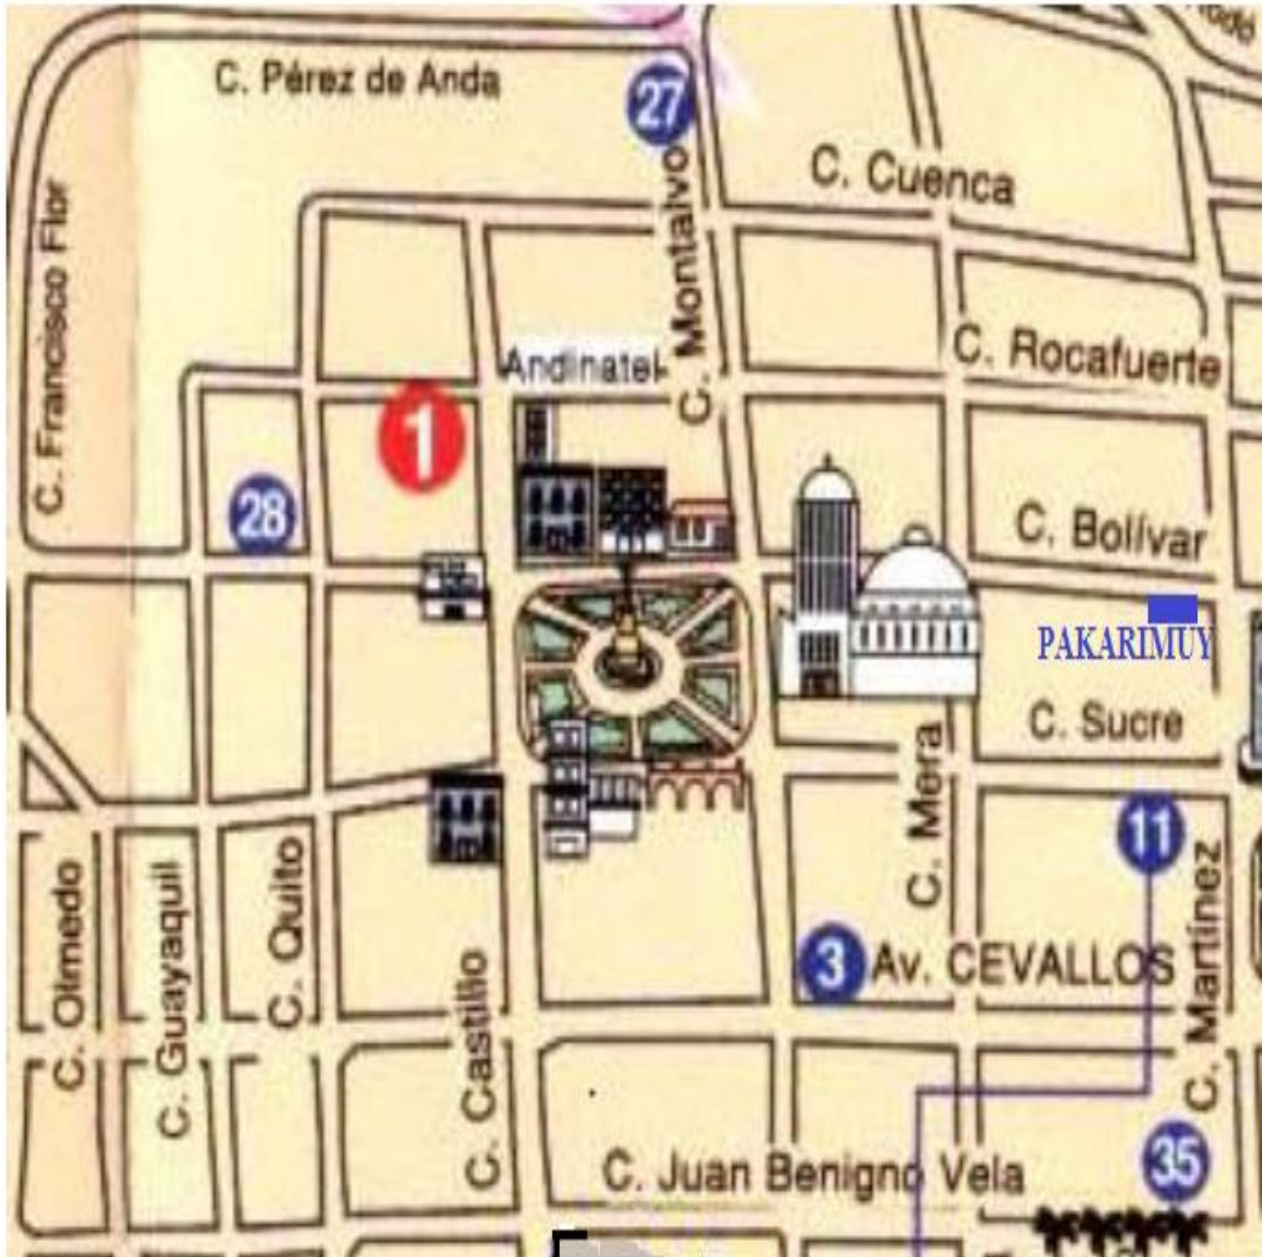 C. Pérez de Anda
27
C. Cuenca
C. Francisco Flor
C. Montalvo
Andinatel
C. Rocafuerte
1
28
C. Bolívar
PAKARIMUY
C. Sucre
C. Mera
11
C. Olmedo
C. Guayaquil
C. Quito
C. Castillo
3
Av. CEVALLOS
C. Martínez
C. Juan Benigno Vela
35